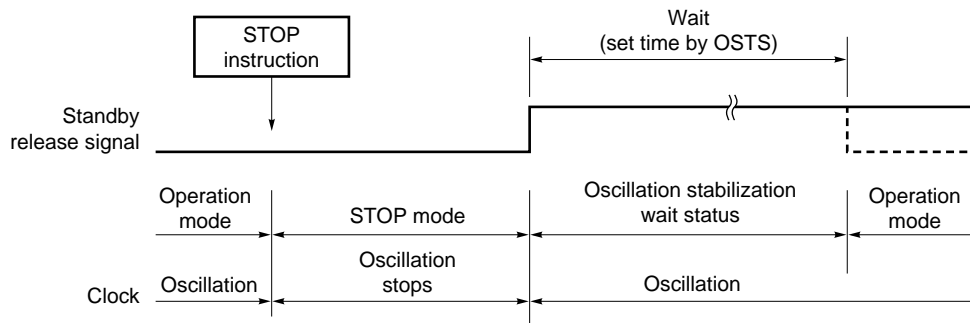 STOP
instruction
Wait
(set time by OSTS)
Standby
release signal
Operation
mode
STOP mode
Oscillation stabilization
wait status
Operation
mode
Clock
Oscillation
Oscillation
stops
Oscillation